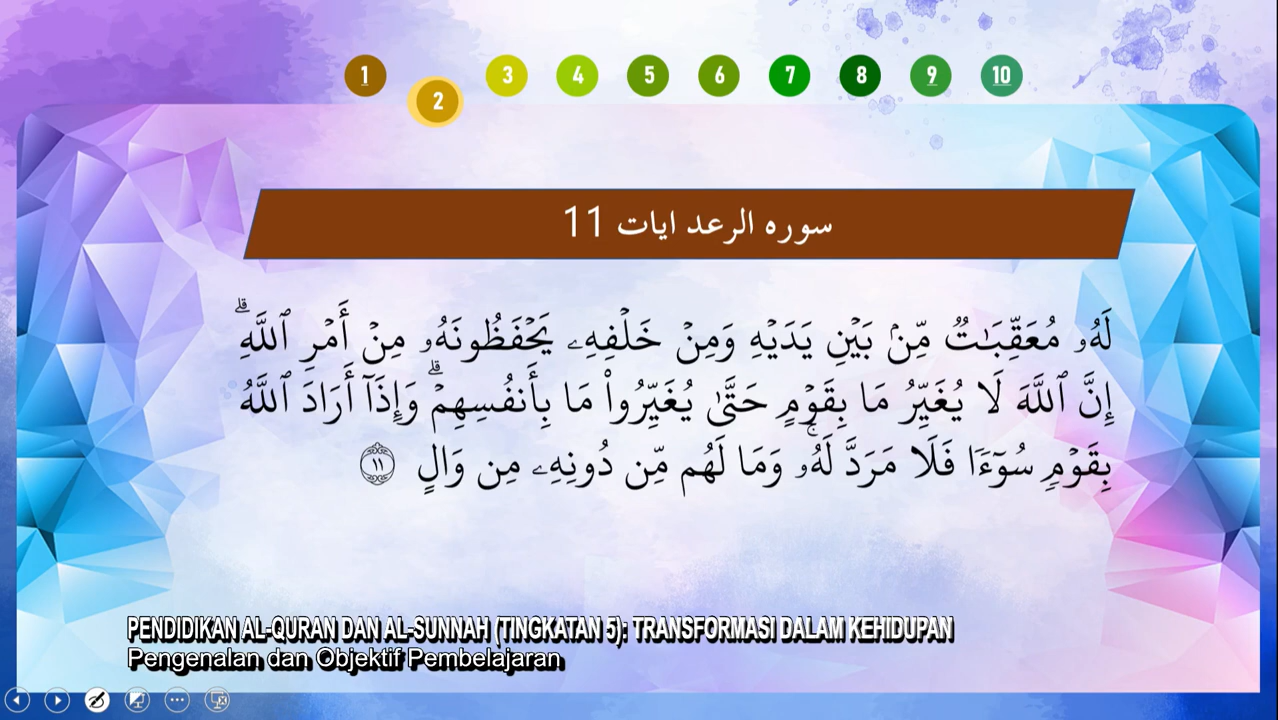 1 2 3 4 5 6 7 8 9 10
سوره الرعد ايات 11
لَهُۥ مُعَقِّبَٰتٌ مِّنۢ بَيْنِ يَدَيْهِ وَمِنْ خَلْفِهِۦ يَحْفَظُونَهُۥ مِنْ أَمْرِ ٱللَّهِۗ
إِنَّ ٱللَّهَ لَا يُغَيِّرُ مَا بِقَوْمٍ حَتَّىٰ يُغَيِّرُوا۟ مَا بِأَنفُسِهِمْۗ وَإِذَآ أَرَادَ ٱللَّهُ
بِقَوْمٍ سُوٓءًا فَلَا مَرَدَّ لَهُۥۚ وَمَا لَهُم مِّن دُونِهِۦ مِن وَالٍ ١١
PENDIDIKAN AL-QURAN DAN AL-SUNNAH (TINGKATAN 5): TRANSFORMASI DALAM KEHIDUPAN
Pengenalan dan Objektif Pembelajaran